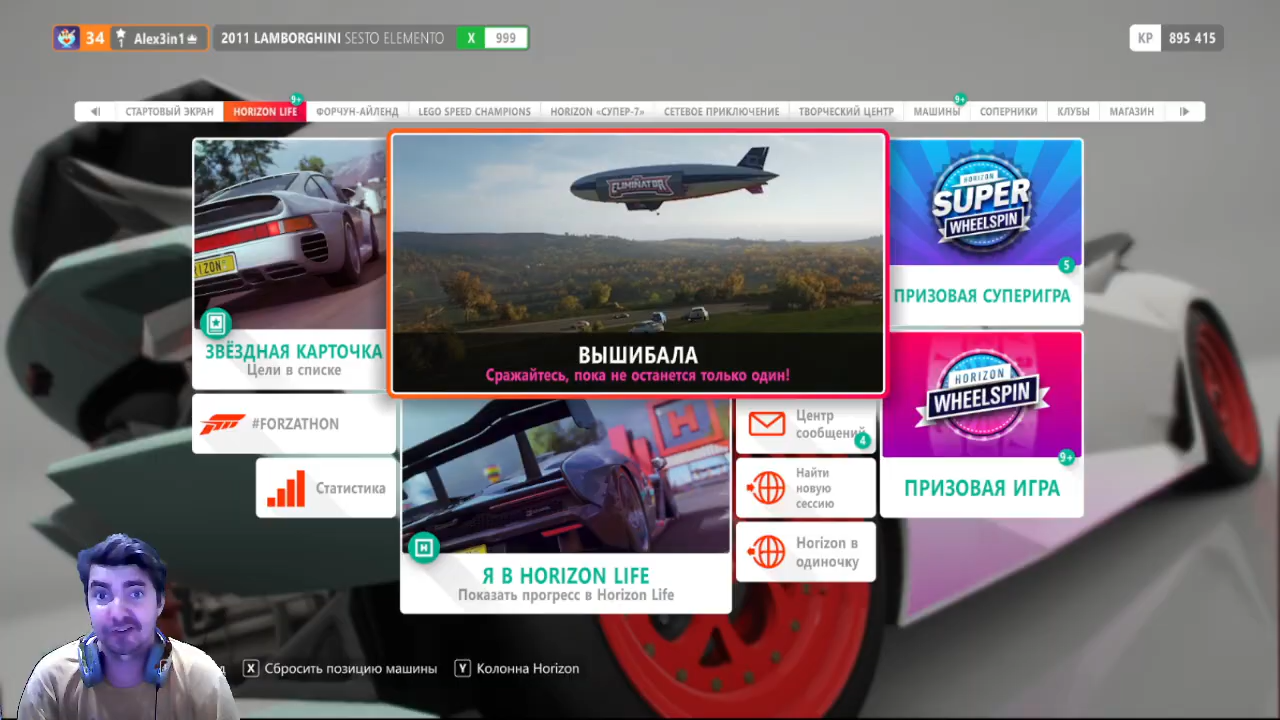 34 1 Alex3in1 2011 LAMBORGHINI SESTO ELEMENTO X 999
КР 895 415
СТАРТОВЫЙ ЭКРАН HORIZON LIFE 9+ ФОРЧУН-АЙЛЕНД LEGO SPEED CHAMPIONS HORIZON «СУПЕР-7» СЕТЕВОЕ ПРИКЛЮЧЕНИЕ ТВОРЧЕСКИЙ ЦЕНТР МАШИНЫ 9+ СОПЕРНИКИ КЛУБЫ МАГАЗИН
ELIMINATOR
ВЫШИБАЛА
Сражайтесь, пока не останется только один!
ЗВЁЗДНАЯ КАРТОЧКА
Цели в списке
#FORZATHON
Статистика
H
Я В HORIZON LIFE
Показать прогресс в Horizon Life
Центр
сообщений
4
Найти
новую
сессию
Horizon в
одиночку
HORIZON
SUPER
WHEELSPIN
5
ПРИЗОВАЯ СУПЕРИГРА
HORIZON
WHEELSPIN
9+
ПРИЗОВАЯ ИГРА
X Сбросить позицию машины Y Колонна Horizon